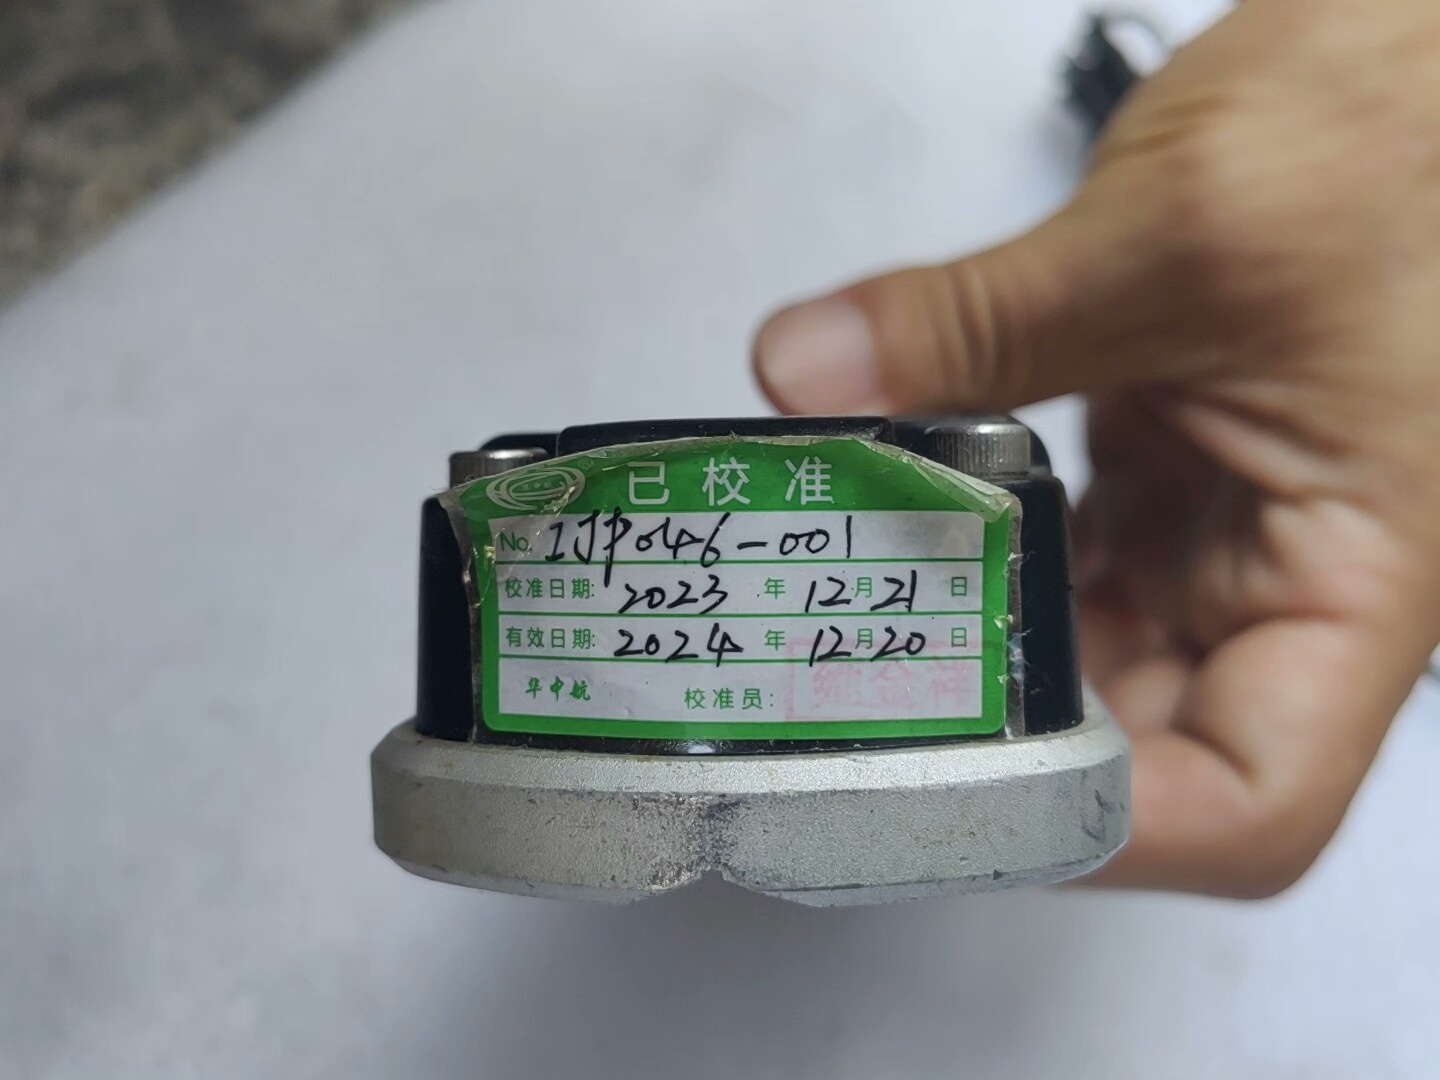 已校准
No. IJP046-001
校准日期: 2023 年 12 月 21 日
有效日期: 2024 年 12 月 20 日
华中航 校准员: